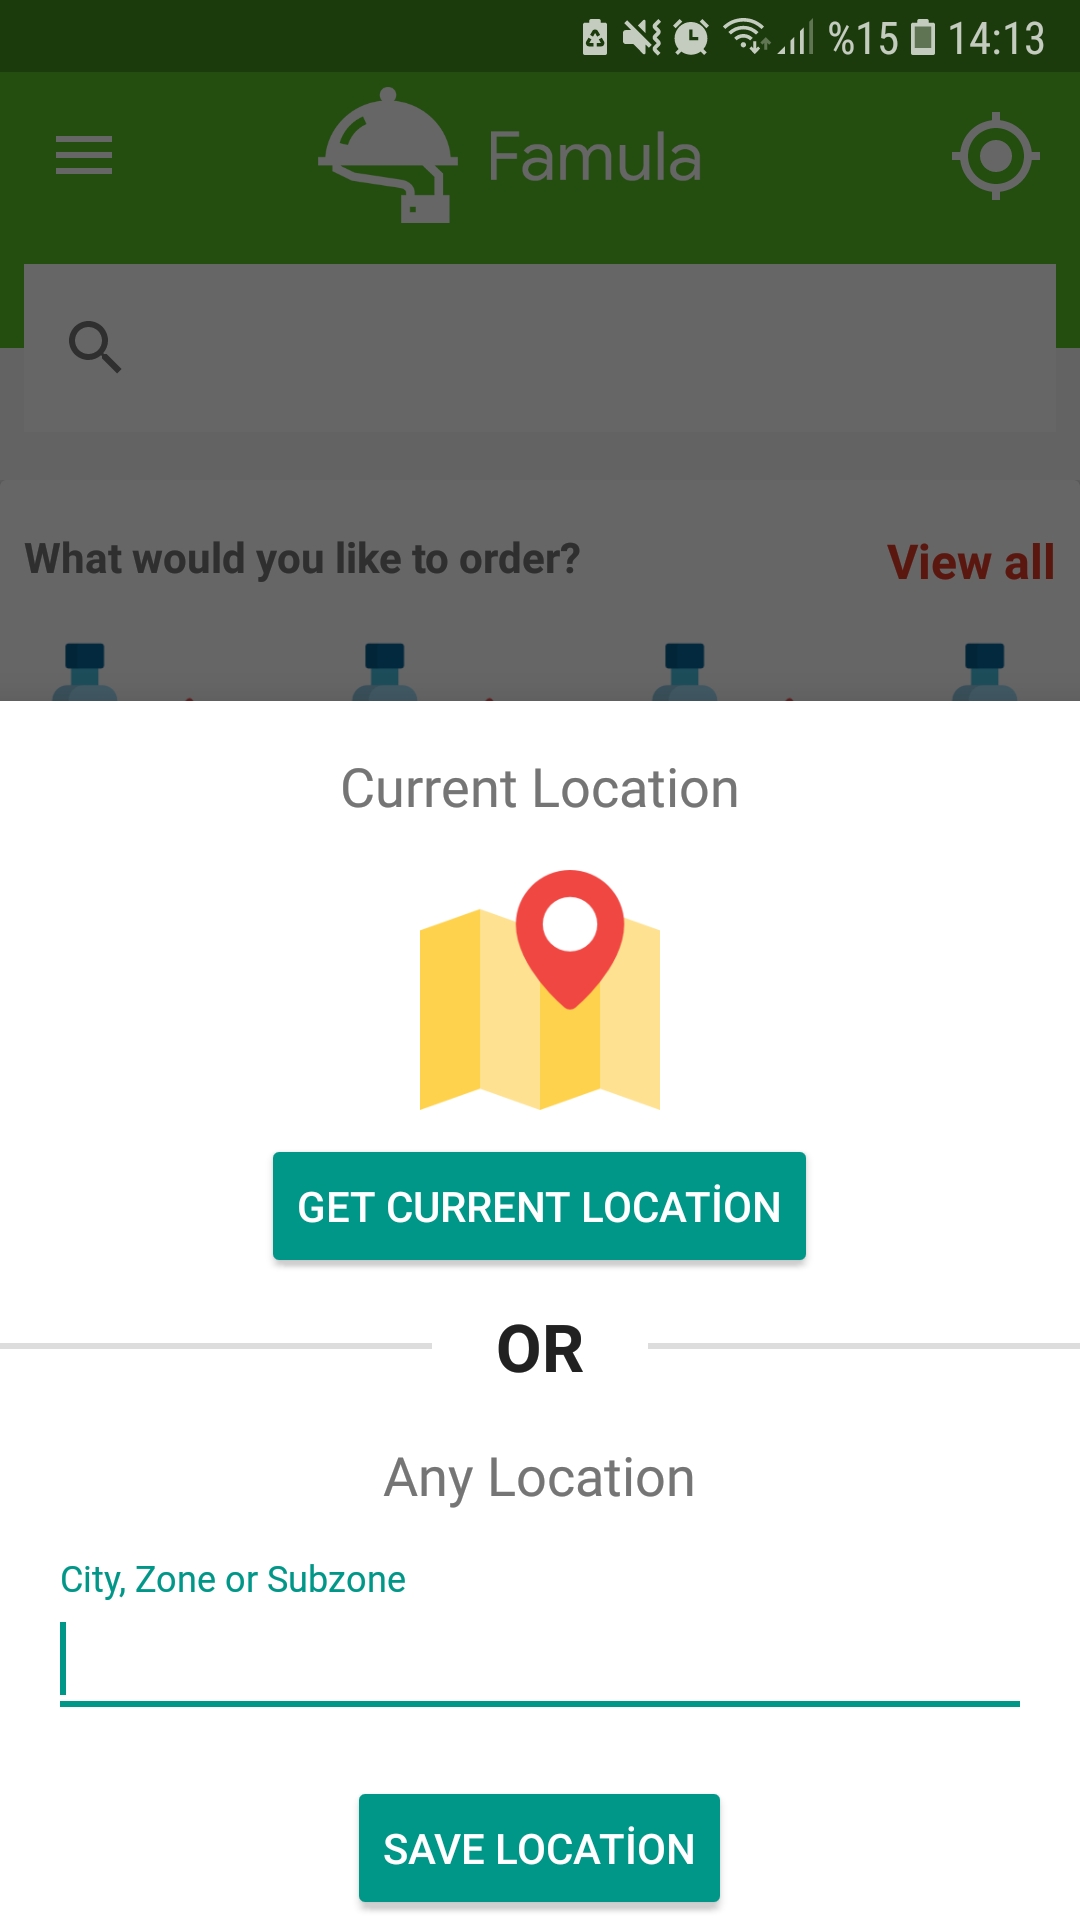 %15 14:13
Famula
What would you like to order?
View all
Current Location
GET CURRENT LOCATİON
OR
Any Location
City, Zone or Subzone
SAVE LOCATİON